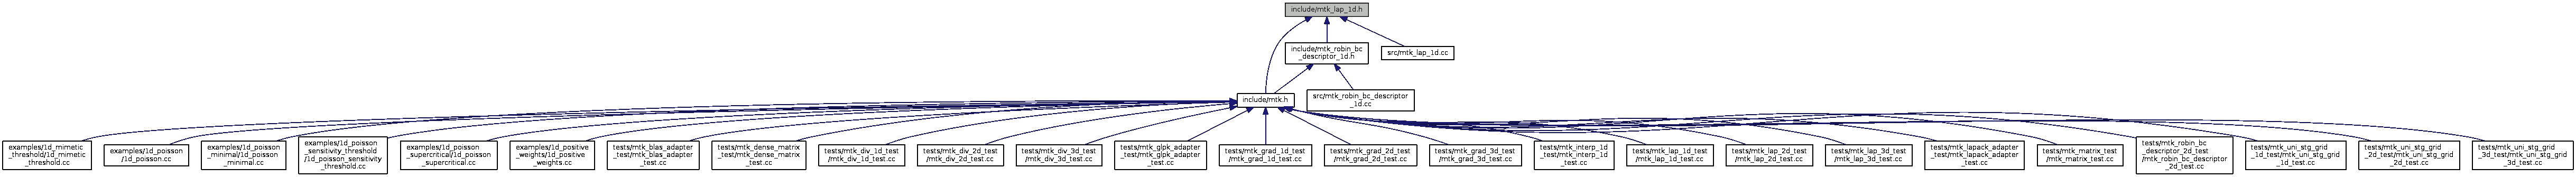 include/mtk_lap_1d.h
include/mtk_robin_bc
_descriptor_1d.h
src/mtk_lap_1d.cc
include/mtk.h
src/mtk_robin_bc_descriptor
_1d.cc
examples/1d_mimetic
_threshold/1d_mimetic
_threshold.cc
examples/1d_poisson
/1d_poisson.cc
examples/1d_poisson
_minimal/1d_poisson
_minimal.cc
examples/1d_poisson
_sensitivity_threshold
/1d_poisson_sensitivity
_threshold.cc
examples/1d_poisson
_supercritical/1d_poisson
_supercritical.cc
examples/1d_positive
_weights/1d_positive
_weights.cc
tests/mtk_blas_adapter
_test/mtk_blas_adapter
_test.cc
tests/mtk_dense_matrix
_test/mtk_dense_matrix
_test.cc
tests/mtk_div_1d_test
/mtk_div_1d_test.cc
tests/mtk_div_2d_test
/mtk_div_2d_test.cc
tests/mtk_div_3d_test
/mtk_div_3d_test.cc
tests/mtk_glpk_adapter
_test/mtk_glpk_adapter
_test.cc
tests/mtk_grad_1d_test
/mtk_grad_1d_test.cc
tests/mtk_grad_2d_test
/mtk_grad_2d_test.cc
tests/mtk_grad_3d_test
/mtk_grad_3d_test.cc
tests/mtk_interp_1d
_test/mtk_interp_1d
_test.cc
tests/mtk_lap_1d_test
/mtk_lap_1d_test.cc
tests/mtk_lap_2d_test
/mtk_lap_2d_test.cc
tests/mtk_lap_3d_test
/mtk_lap_3d_test.cc
tests/mtk_lapack_adapter
_test/mtk_lapack_adapter
_test.cc
tests/mtk_matrix_test
/mtk_matrix_test.cc
tests/mtk_robin_bc
_descriptor_2d_test
/mtk_robin_bc_descriptor
_2d_test.cc
tests/mtk_uni_stg_grid
_1d_test/mtk_uni_stg_grid
_1d_test.cc
tests/mtk_uni_stg_grid
_2d_test/mtk_uni_stg_grid
_2d_test.cc
tests/mtk_uni_stg_grid
_3d_test/mtk_uni_stg_grid
_3d_test.cc